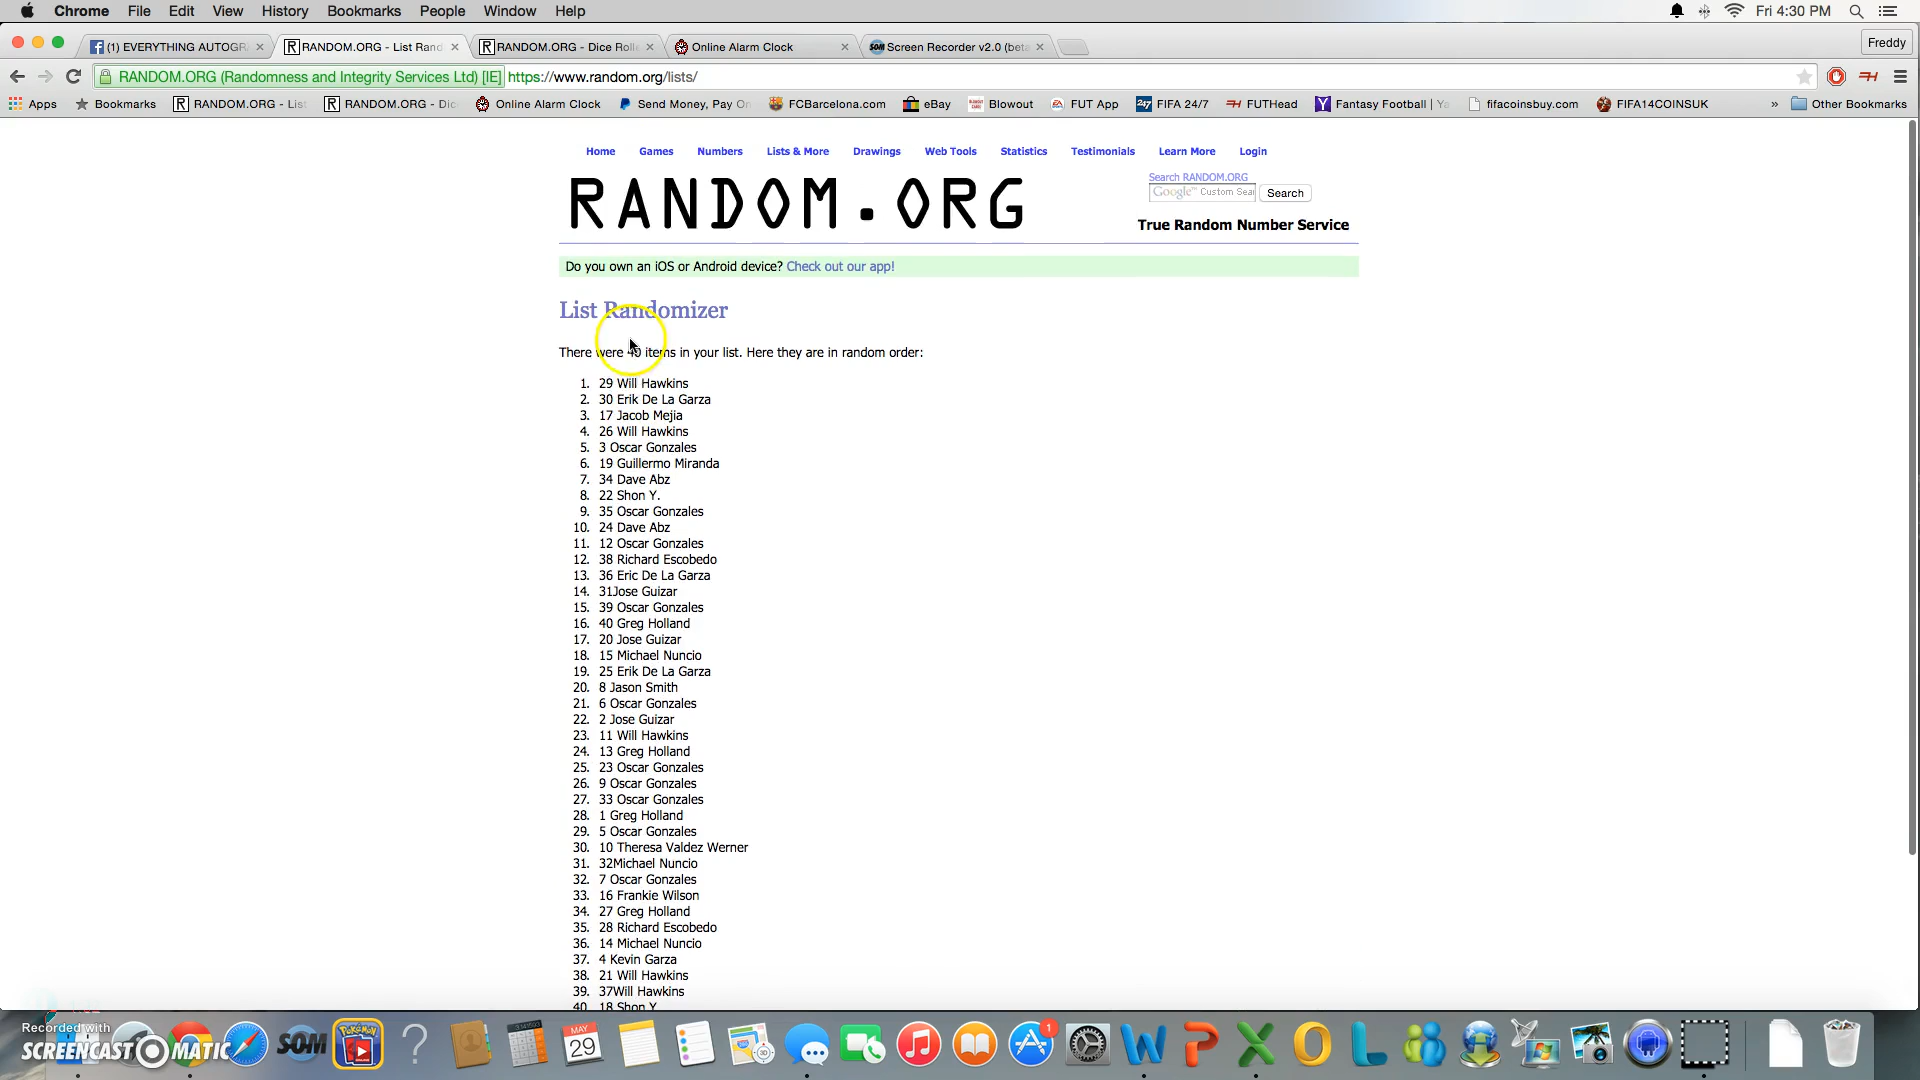 Chrome File Edit View History Bookmarks People Window Help Fri 4:30 PM
(1) EVERYTHING AUTOGR RANDOM.ORG - List Rand RANDOM.ORG - Dice Rolle Online Alarm Clock Screen Recorder v2.0 (beta Freddy
RANDOM.ORG (Randomness and Integrity Services Ltd) [IE] https://www.random.org/lists/
Apps Bookmarks RANDOM.ORG - Lis RANDOM.ORG - Dic Online Alarm Clock Send Money, Pay On FCBarcelona.com eBay Blowout FUT App FIFA 24/7 FUTHead Fantasy Football | Ya fifacoinsbuy.com FIFA14COINSUK » Other Bookmarks
Home Games Numbers Lists & More Drawings Web Tools Statistics Testimonials Learn More Login
RANDOM.ORG
Search RANDOM.ORG
Google™ Custom Sea Search
True Random Number Service
Do you own an iOS or Android device? Check out our app!
List Randomizer
There were 40 items in your list. Here they are in random order:
1. 29 Will Hawkins
2. 30 Erik De La Garza
3. 17 Jacob Mejia
4. 26 Will Hawkins
5. 3 Oscar Gonzales
6. 19 Guillermo Miranda
7. 34 Dave Abz
8. 22 Shon Y.
9. 35 Oscar Gonzales
10. 24 Dave Abz
11. 12 Oscar Gonzales
12. 38 Richard Escobedo
13. 36 Eric De La Garza
14. 31Jose Guizar
15. 39 Oscar Gonzales
16. 40 Greg Holland
17. 20 Jose Guizar
18. 15 Michael Nuncio
19. 25 Erik De La Garza
20. 8 Jason Smith
21. 6 Oscar Gonzales
22. 2 Jose Guizar
23. 11 Will Hawkins
24. 13 Greg Holland
25. 23 Oscar Gonzales
26. 9 Oscar Gonzales
27. 33 Oscar Gonzales
28. 1 Greg Holland
29. 5 Oscar Gonzales
30. 10 Theresa Valdez Werner
31. 32Michael Nuncio
32. 7 Oscar Gonzales
33. 16 Frankie Wilson
34. 27 Greg Holland
35. 28 Richard Escobedo
36. 14 Michael Nuncio
37. 4 Kevin Garza
38. 21 Will Hawkins
39. 37Will Hawkins
40. 18 Shon Y.
Recorded with
SCREENCAST MATIC
SOM
MAY
29
1